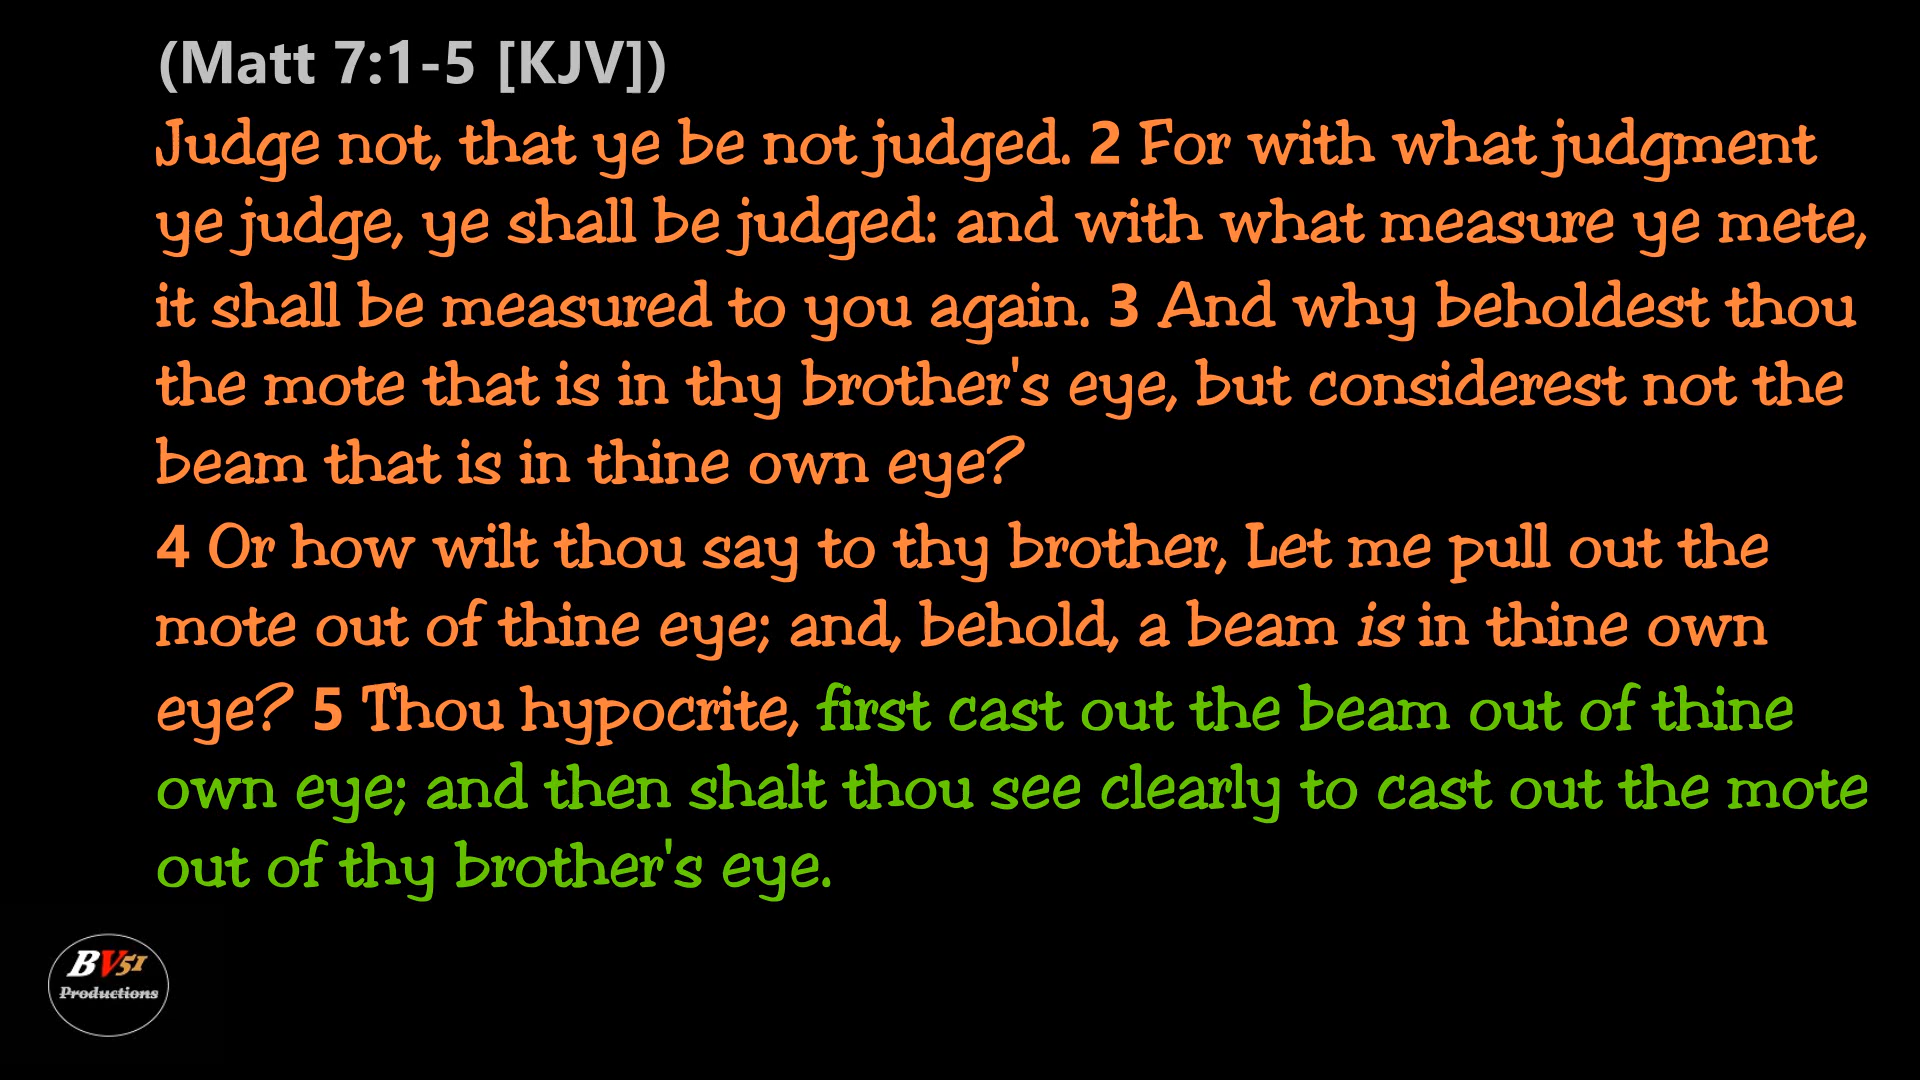 (Matt 7:1-5 [KJV])
Judge not, that ye be not judged. 2 For with what judgment
ye judge, ye shall be judged: and with what measure ye mete,
it shall be measured to you again. 3 And why beholdest thou
the mote that is in thy brother's eye, but considerest not the
beam that is in thine own eye?
4 Or how wilt thou say to thy brother, Let me pull out the
mote out of thine eye; and, behold, a beam is in thine own
eye? 5 Thou hypocrite, first cast out the beam out of thine
own eye; and then shalt thou see clearly to cast out the mote
out of thy brother's eye.
BV51
Productions